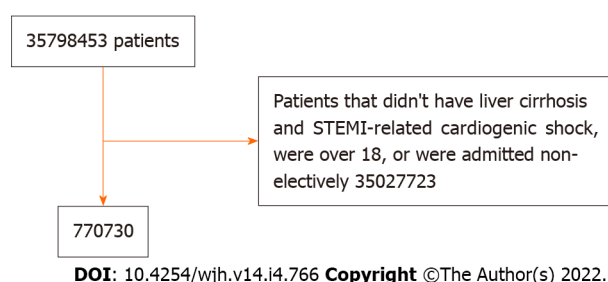 35798453 patients
Patients that didn't have liver cirrhosis
and STEMI-related cardiogenic shock,
were over 18, or were admitted non-
electively 35027723
770730
DOI: 10.4254/wjh.v14.i4.766 Copyright ©The Author(s) 2022.